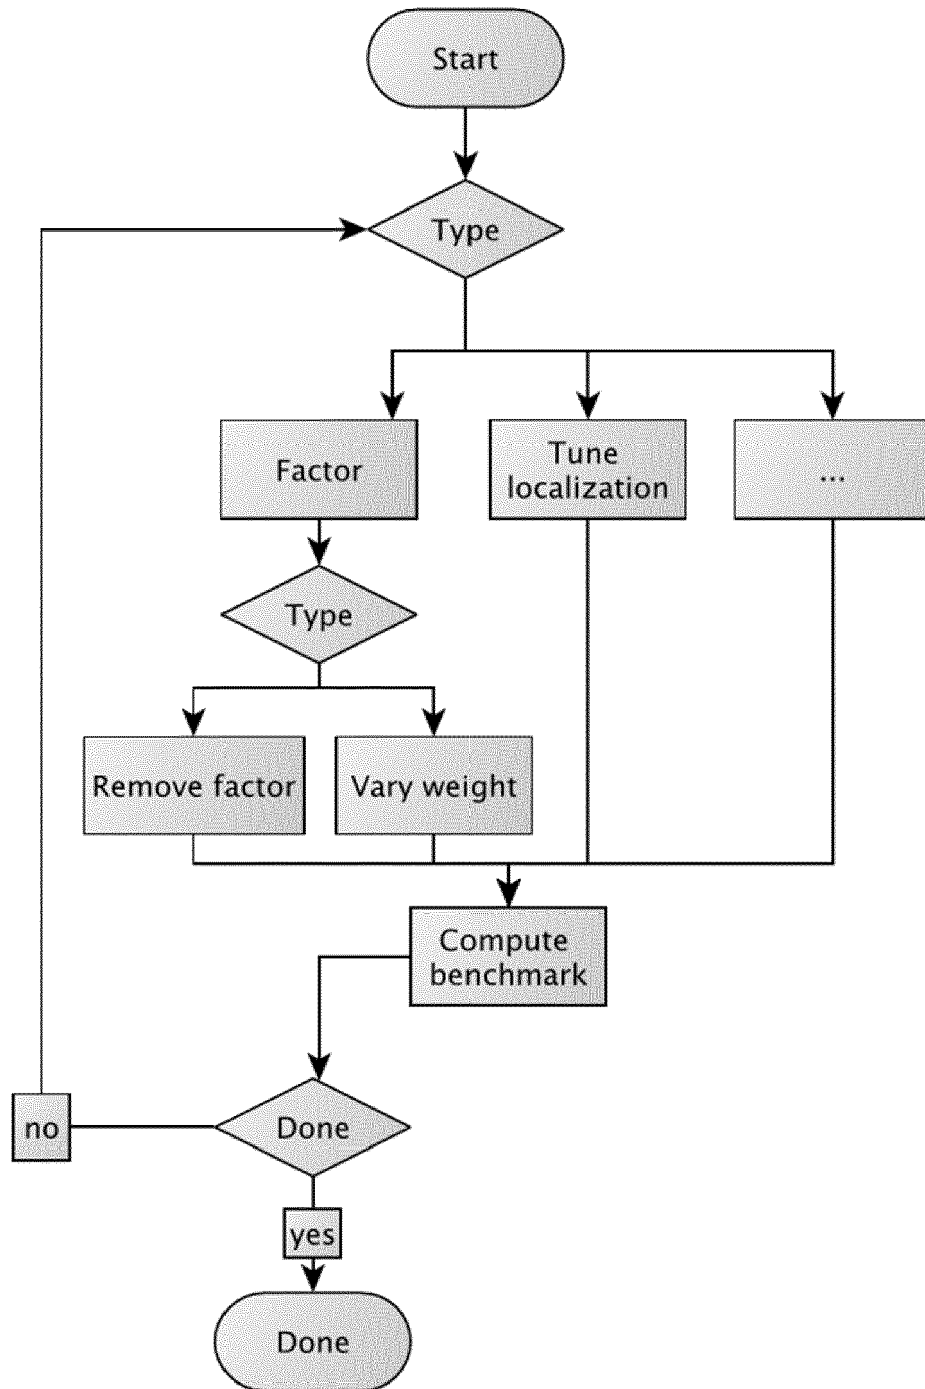 Start
Type
Factor
Tune
localization
...
Type
Remove factor
Vary weight
Compute
benchmark
no
Done
yes
Done